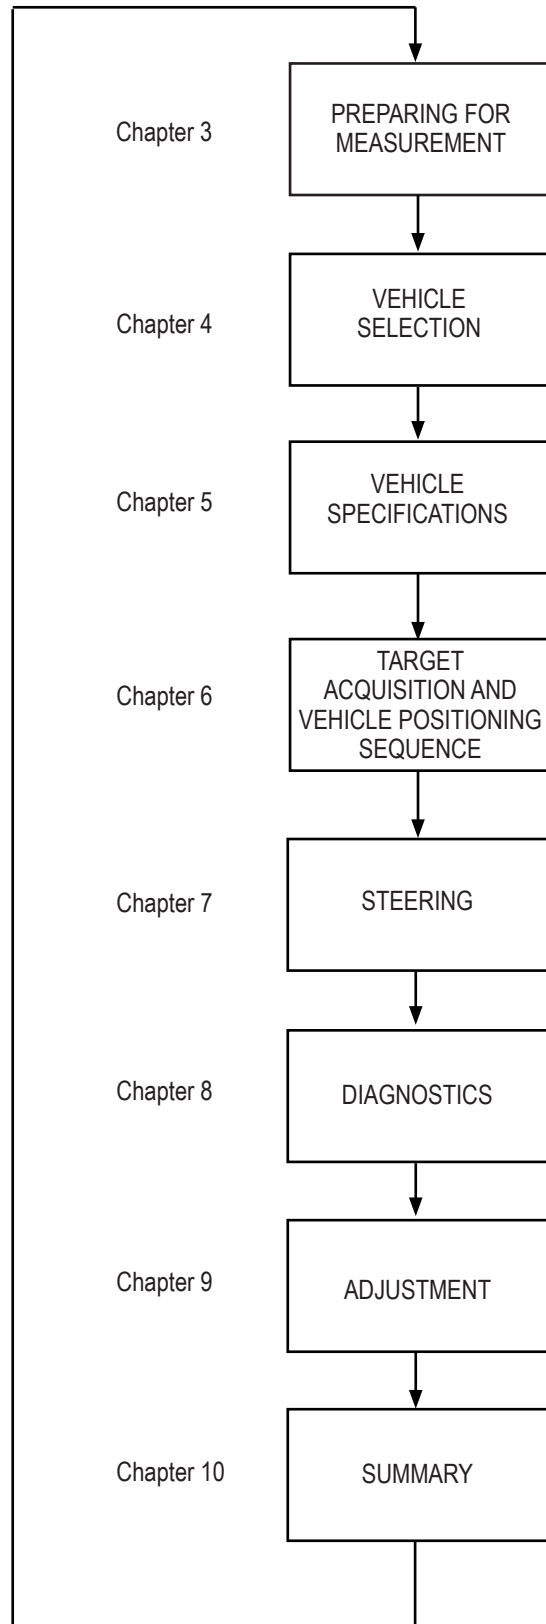 Chapter 3
PREPARING FOR
MEASUREMENT
Chapter 4
VEHICLE
SELECTION
Chapter 5
VEHICLE
SPECIFICATIONS
Chapter 6
TARGET
ACQUISITION AND
VEHICLE POSITIONING
SEQUENCE
Chapter 7
STEERING
Chapter 8
DIAGNOSTICS
Chapter 9
ADJUSTMENT
Chapter 10
SUMMARY